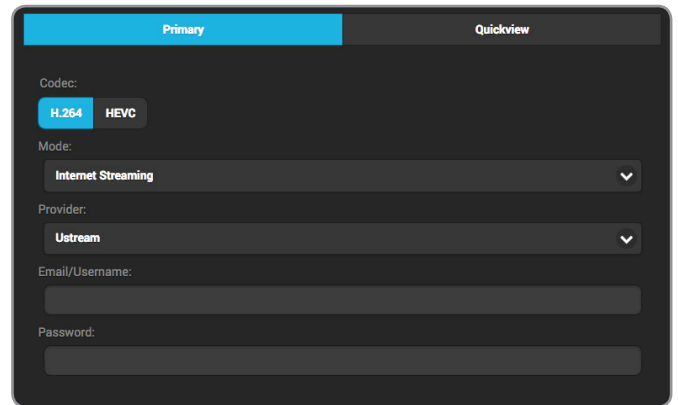 Primary Quickview
Codec:
H.264 HEVC
Mode:
Internet Streaming
Provider:
Ustream
Email/Username:
Password: